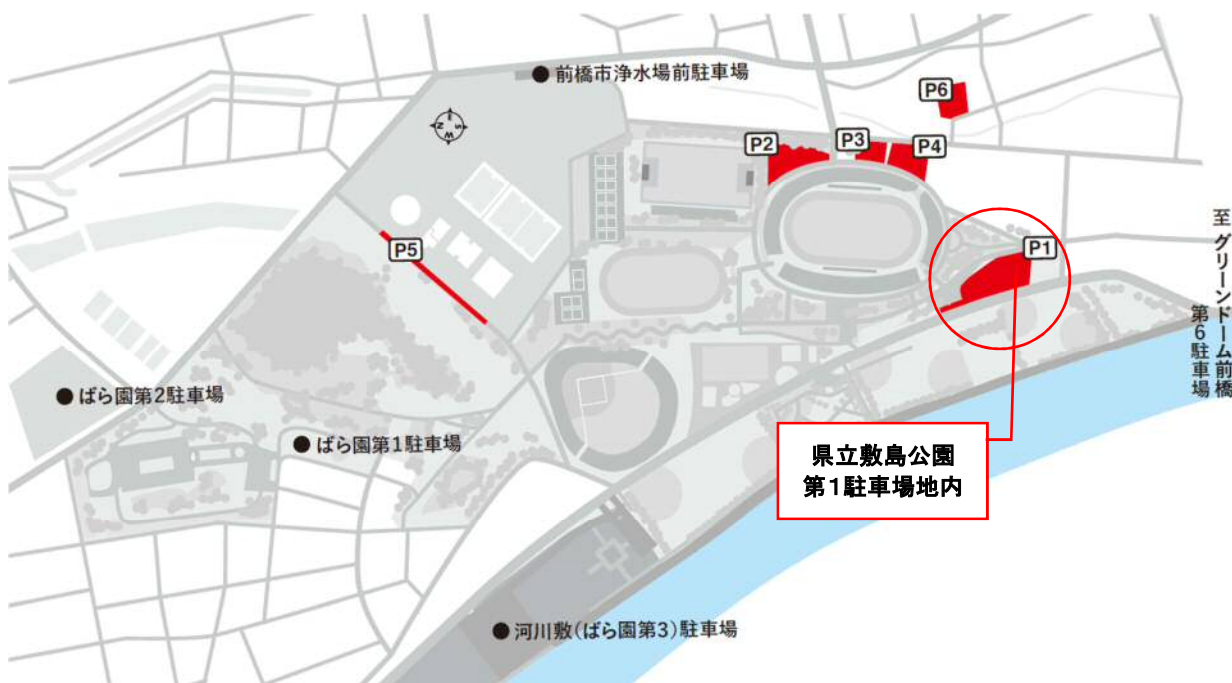 前橋市浄水場前駐車場
P6
P2
P3
P4
N
S
W
P5
P1
至 グリーンドーム前橋
第6駐車場
ばら園第2駐車場
ばら園第1駐車場
県立敷島公園
第1駐車場地内
河川敷(ばら園第3)駐車場